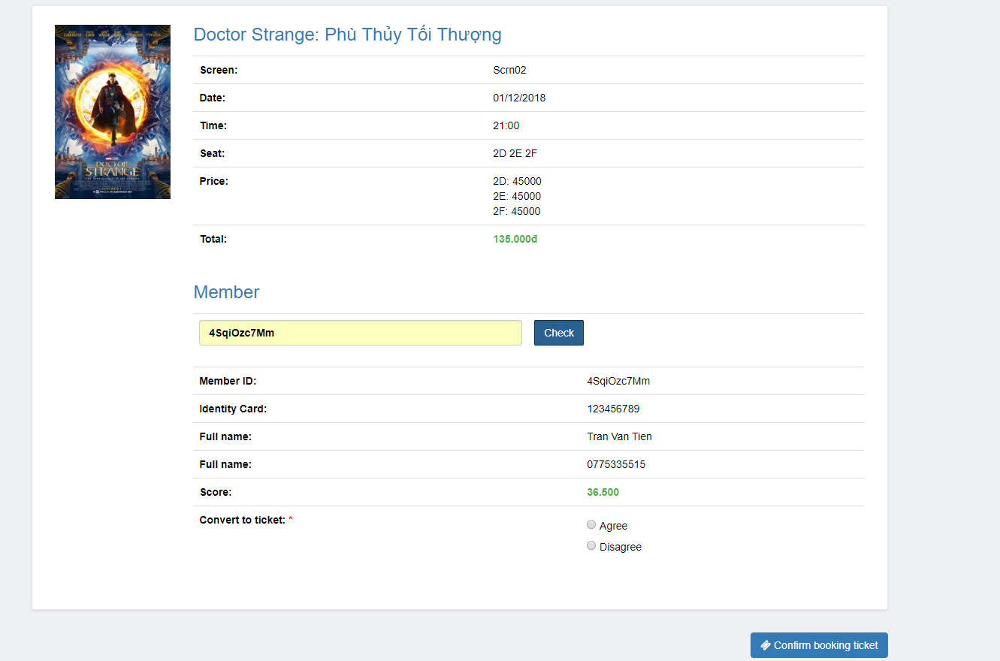 DOCTOR
STRANGE
Doctor Strange: Phù Thủy Tối Thượng
Screen: Scrn02
Date: 01/12/2018
Time: 21:00
Seat: 2D 2E 2F
Price: 2D: 45000
2E: 45000
2F: 45000
Total: 135.000đ
Member
4SqiOzc7Mm Check
Member ID: 4SqiOzc7Mm
Identity Card: 123456789
Full name: Tran Van Tien
Full name: 0775335515
Score: 36.500
Convert to ticket: * Agree
Disagree
Confirm booking ticket